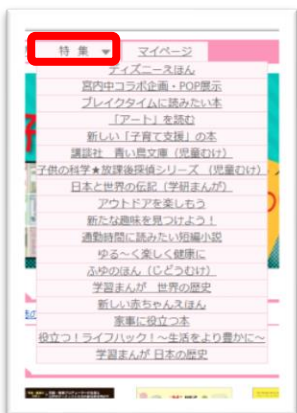 特 集 ▼ マイページ
ディズニーえほん
宮内中コラボ企画・POP展示
ブレイクタイムに読みたい本
「アート」を読む
新しい「子育て支援」の本
講談社 青い鳥文庫(児童むけ)
子供の科学★放課後探偵シリーズ (児童むけ)
日本と世界の伝記(学研まんが)
アウトドアを楽しもう
新たな趣味を見つけよう!
通勤時間に読みたい短編小説
ゆる~く楽しく健康に
ふゆのほん(じどうむけ)
学習まんが 世界の歴史
新しい赤ちゃんえほん
家事に役立つ本
役立つ!ライフハック!~生活をより豊かに~
学習まんが 日本の歴史